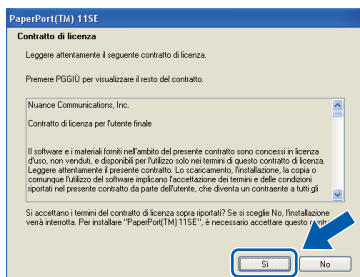 PaperPort(TM) 11SE
Contratto di licenza
Leggere attentamente il seguente contratto di licenza.
Premere PGGIÙ per visualizzare il resto del contratto.
Nuance Communications, Inc.
Contratto di licenza per l'utente finale
Il software e i materiali forniti nell'ambito del presente contratto sono concessi in licenza
d'uso, non venduti, e disponibili per l'utilizzo solo nei termini di questo contratto di licenza.
Leggere attentamente il presente contratto. Lo scaricamento, l'installazione, la copia o
comunque l'utilizzo del software implicano l'accettazione dei termini e delle condizioni
riportati nel presente contratto da parte dell'utente, che diventa un contraente a tutti gli
Si accettano i termini del contratto di licenza sopra riportati? Se si sceglie No, l'installazione
verrà interrotta. Per installare "PaperPort(TM) 11SE", è necessario accettare questo
Sì
No